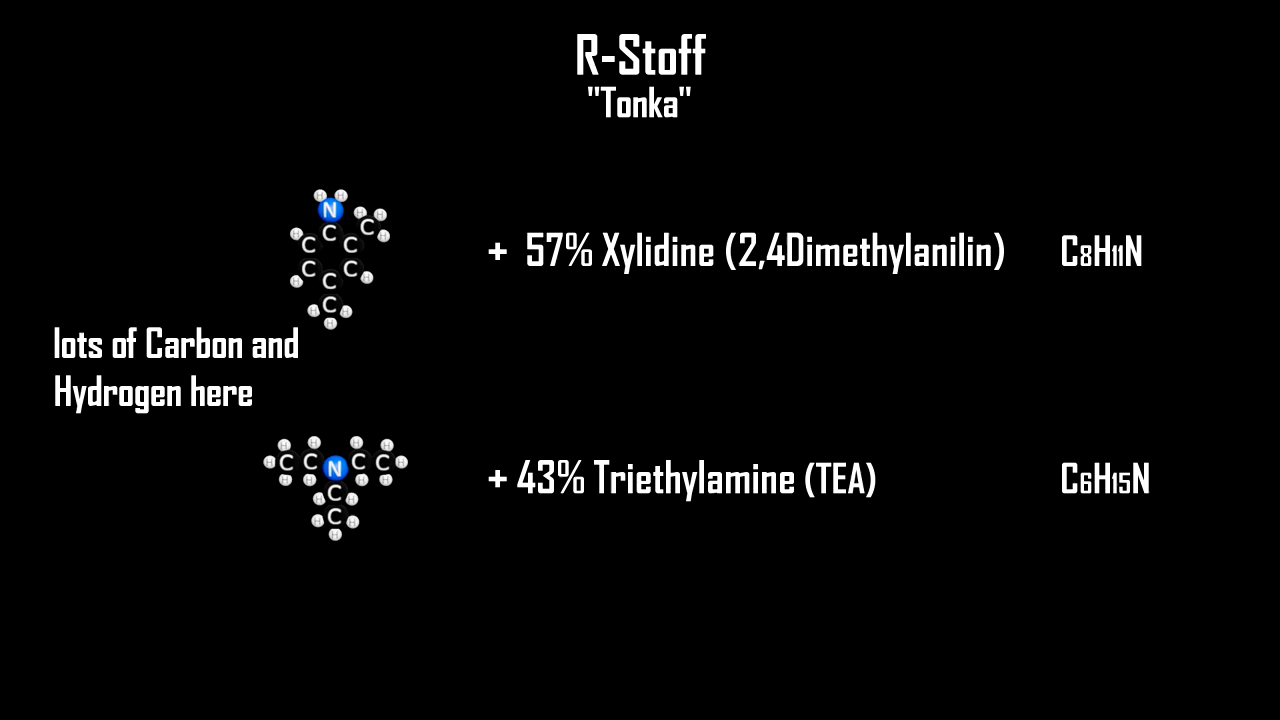 R-Stoff
"Tonka"
+ 57% Xylidine (2,4Dimethylanilin) C8H11N
lots of Carbon and
Hydrogen here
+ 43% Triethylamine (TEA) C6H15N